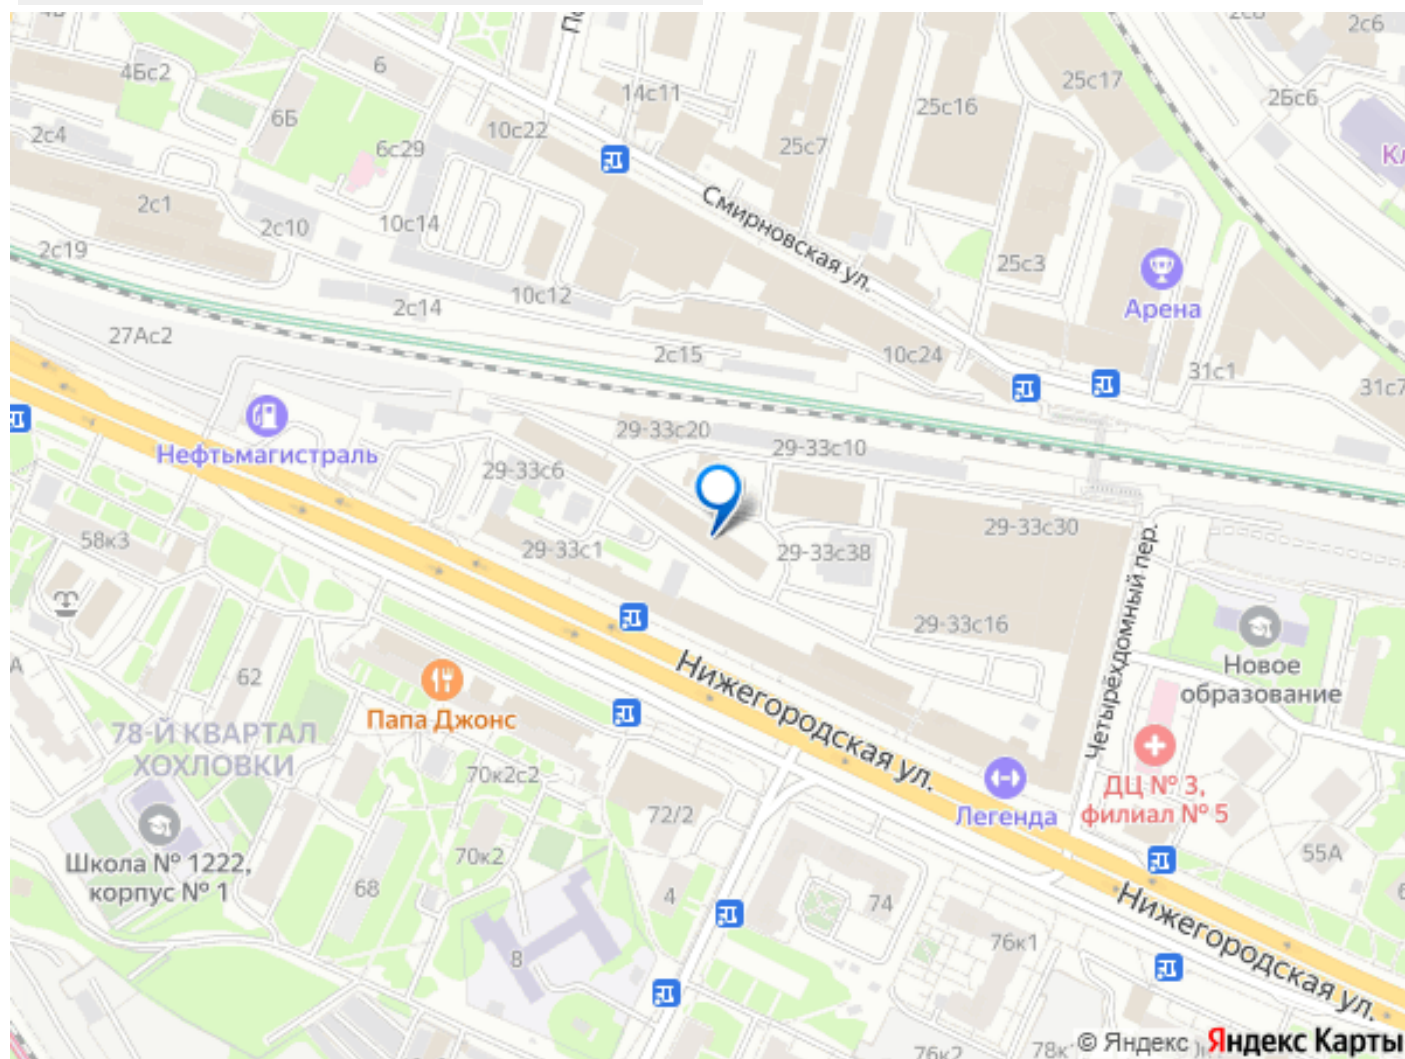 2с6
4Бс2
6
25с17
14с11
25с16
2Бс6
6Б
10с22
2с4
6с29
25с7
2с1
Смирновская ул.
2с10
10с14
2с19
25с3
10с12
2с14
Арена
27Ас2
2с15
10с24
31с1
31с7
29-33с20
29-33с10
Нефтьмагистраль
29-33с6
29-33с30
58к3
29-33с1
29-33с38
Четырёхдомный пер.
29-33с16
Новое
образование
62
Нижегородская ул.
Папа Джонс
78-Й КВАРТАЛ
ХОХЛОВКИ
70к2с2
ДЦ № 3,
филиал № 5
Легенда
72/2
Школа № 1222,
корпус № 1
70к2
55А
68
4
74
Нижегородская ул.
76к1
8
© Яндекс Яндекс Карты
76к2